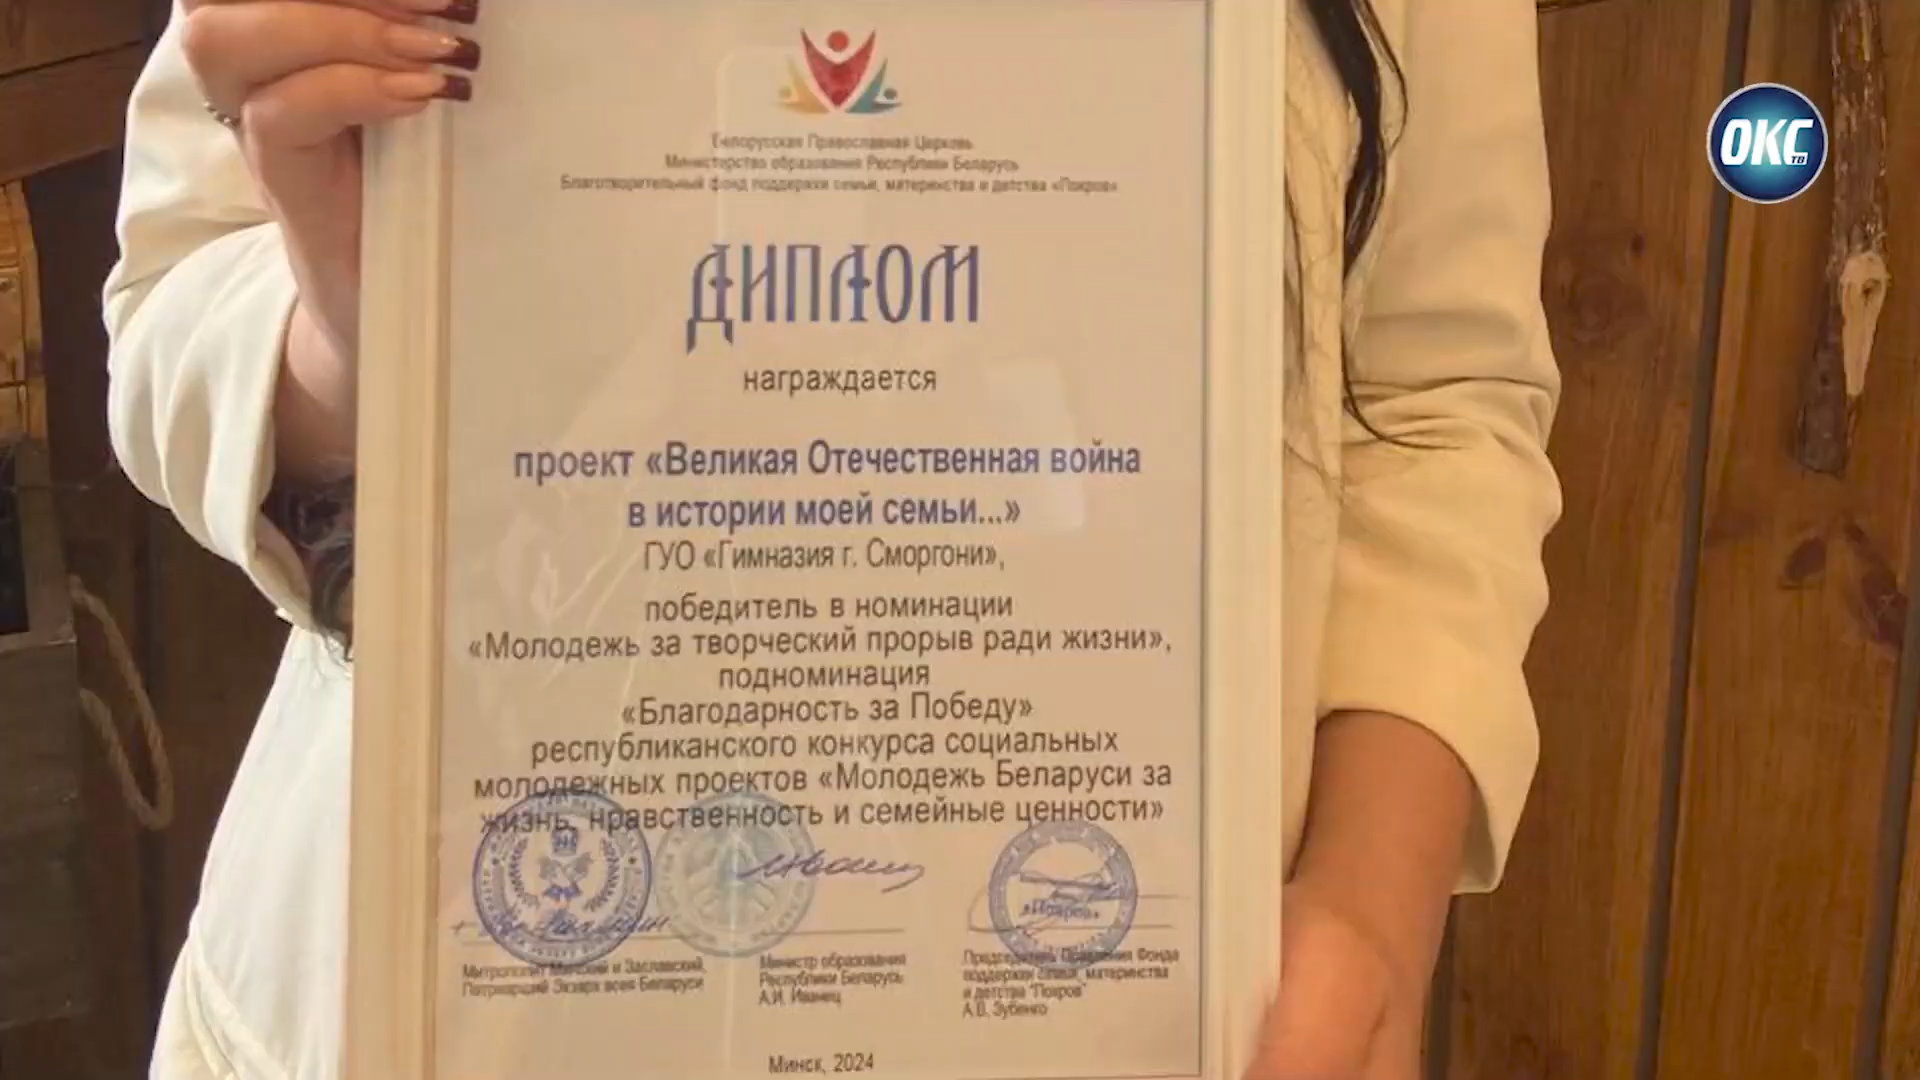 Белорусская Православная Церковь
Министерство образования Республики Беларусь
Благотворительный фонд поддержки семьи, материнства и детства «Покров»
ОКС
ТВ
ДИПЛОМ
награждается
проект «Великая Отечественная война
в истории моей семьи...»
ГУО «Гимназия г. Сморгони»,
победитель в номинации
«Молодежь за творческий прорыв ради жизни»,
подноминация
«Благодарность за Победу»
республиканского конкурса социальных
молодежных проектов «Молодежь Беларуси за
жизнь, нравственность и семейные ценности»
«Покров»
Митрополит Минский и Заславский,
Патриарший Экзарх всея Беларуси
Министр образования
Республики Беларусь
А.И. Иванец
Председатель Правления Фонда
поддержки семьи, материнства
и детства "Покров"
А.В. Зубенко
Минск, 2024